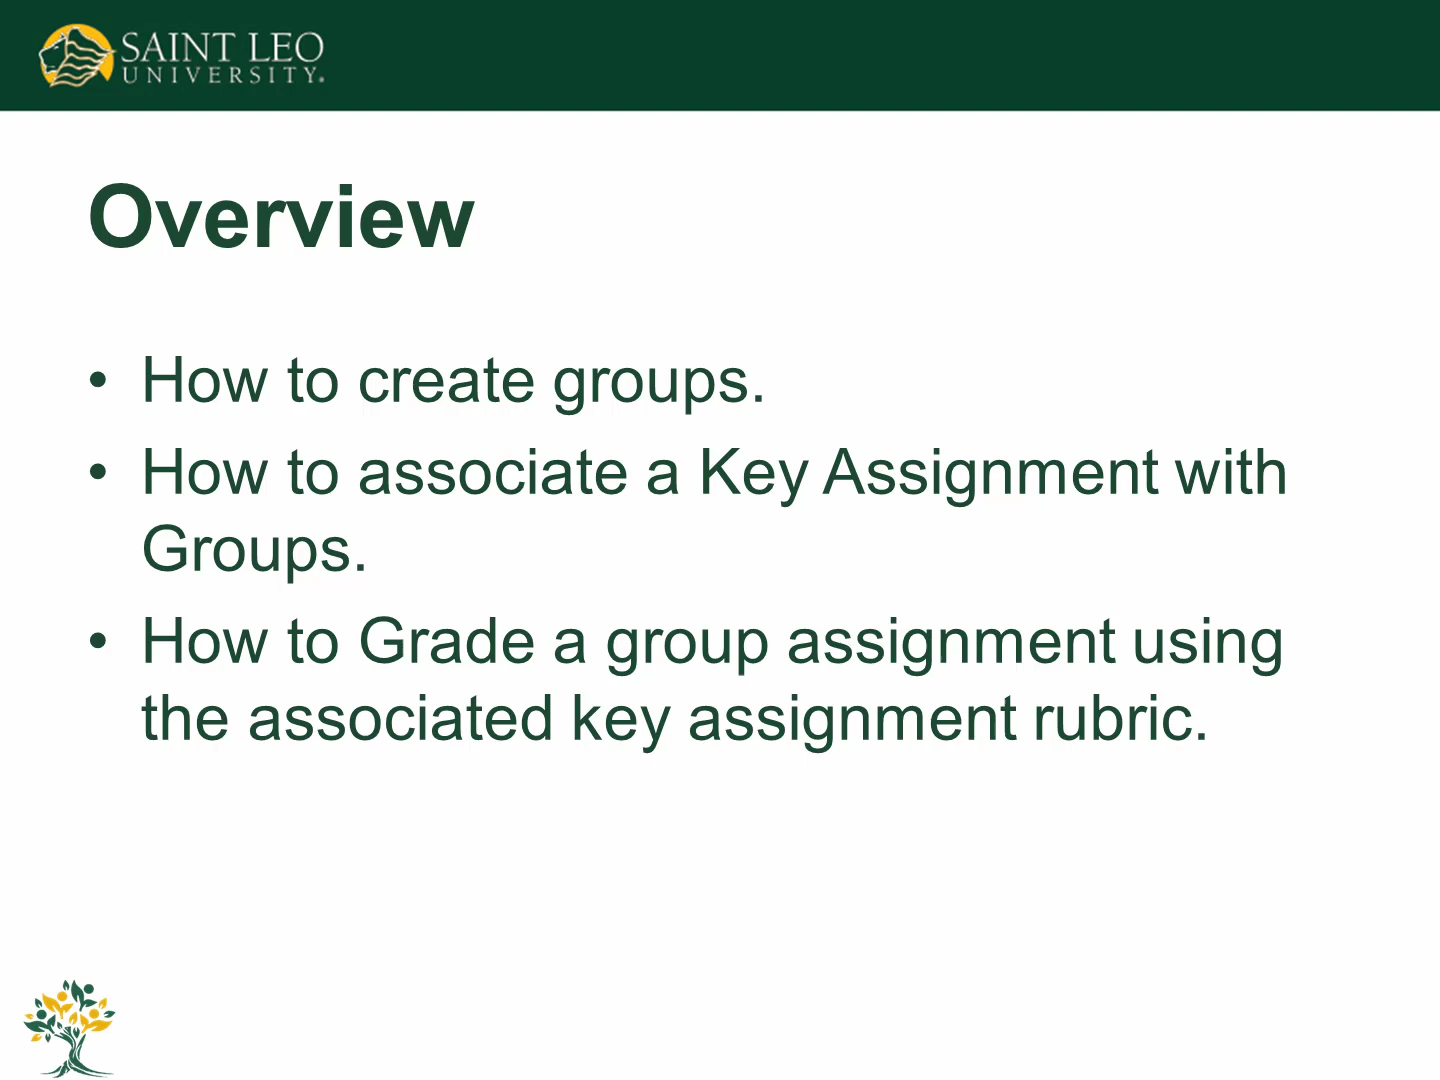 SAINT LEO
UNIVERSITY
Overview
• How to create groups.
• How to associate a Key Assignment with
Groups.
• How to Grade a group assignment using
the associated key assignment rubric.